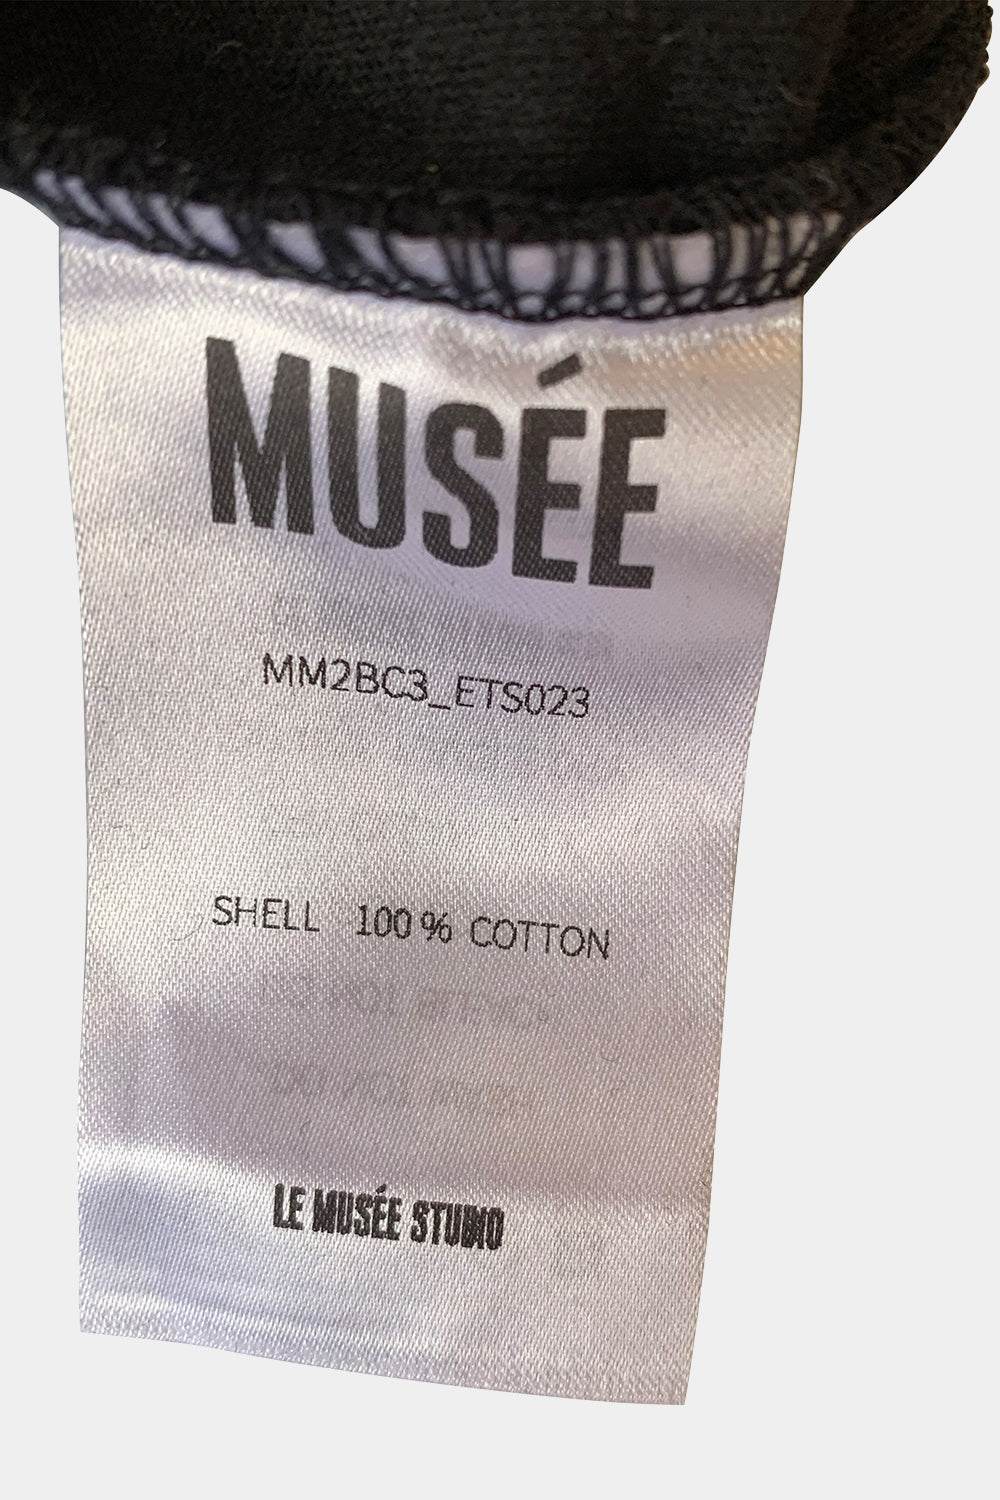 MUSÉE
MM2BC3_ETS023
SHELL 100% COTTON
LE MUSÉE STUDIO